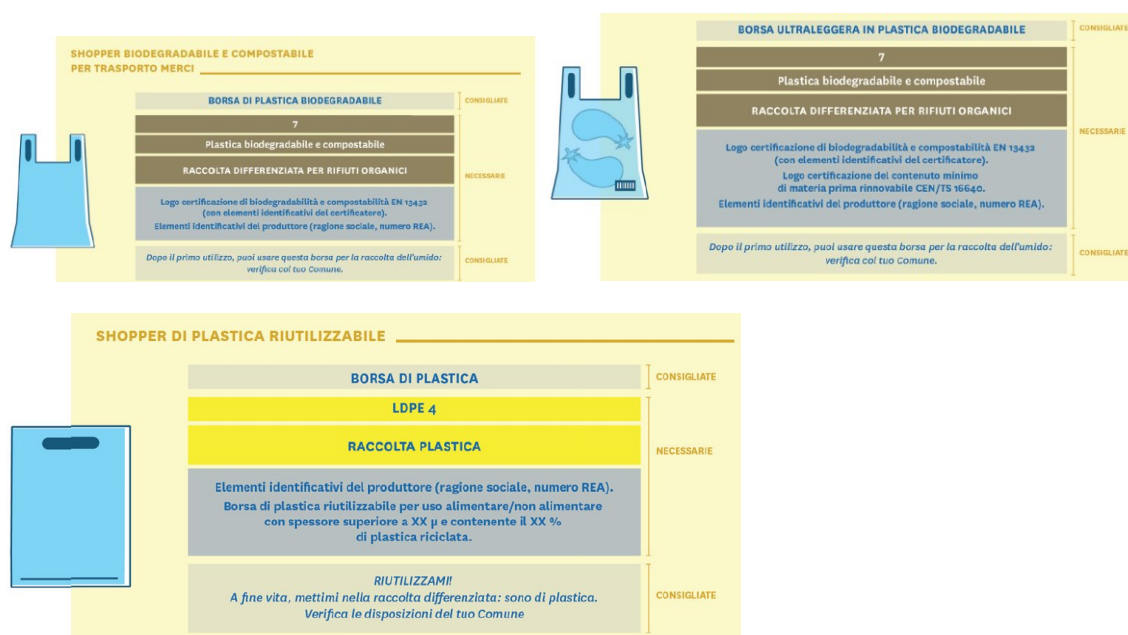 SHOPPER BIODEGRADABILE E COMPOSTABILE
PER TRASPORTO MERCI
BORSA DI PLASTICA BIODEGRADABILE
CONSIGLIATE
7
Plastica biodegradabile e compostabile
RACCOLTA DIFFERENZIATA PER RIFIUTI ORGANICI
NECESSARIE
Logo certificazione di biodegradabilità e compostabilità EN 13432
(con elementi identificativi del certificatore).
Elementi identificativi del produttore (ragione sociale, numero REA).
Dopo il primo utilizzo, puoi usare questa borsa per la raccolta dell'umido:
verifica col tuo Comune.
CONSIGLIATE
BORSA ULTRALEGGERA IN PLASTICA BIODEGRADABILE
CONSIGLIATE
7
Plastica biodegradabile e compostabile
RACCOLTA DIFFERENZIATA PER RIFIUTI ORGANICI
NECESSARIE
Logo certificazione di biodegradabilità e compostabilità EN 13432
(con elementi identificativi del certificatore).
Logo certificazione del contenuto minimo
di materia prima rinnovabile CEN/TS 16640.
Elementi identificativi del produttore (ragione sociale, numero REA).
Dopo il primo utilizzo, puoi usare questa borsa per la raccolta dell'umido:
verifica col tuo Comune.
CONSIGLIATE
SHOPPER DI PLASTICA RIUTILIZZABILE
BORSA DI PLASTICA
CONSIGLIATE
LDPE 4
RACCOLTA PLASTICA
NECESSARIE
Elementi identificativi del produttore (ragione sociale, numero REA).
Borsa di plastica riutilizzabile per uso alimentare/non alimentare
con spessore superiore a XX µ e contenente il XX %
di plastica riciclata.
RIUTILIZZAMI!
A fine vita, mettimi nella raccolta differenziata: sono di plastica.
Verifica le disposizioni del tuo Comune
CONSIGLIATE